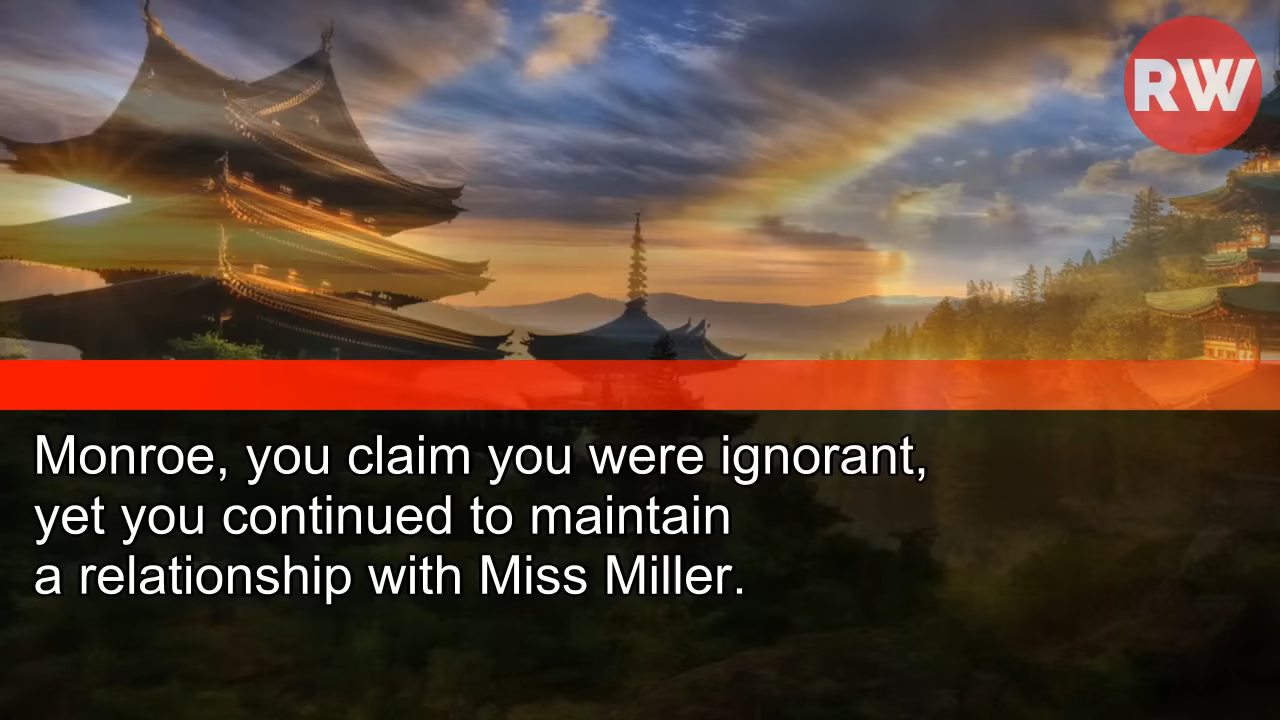 RW
Monroe, you claim you were ignorant,
yet you continued to maintain
a relationship with Miss Miller.